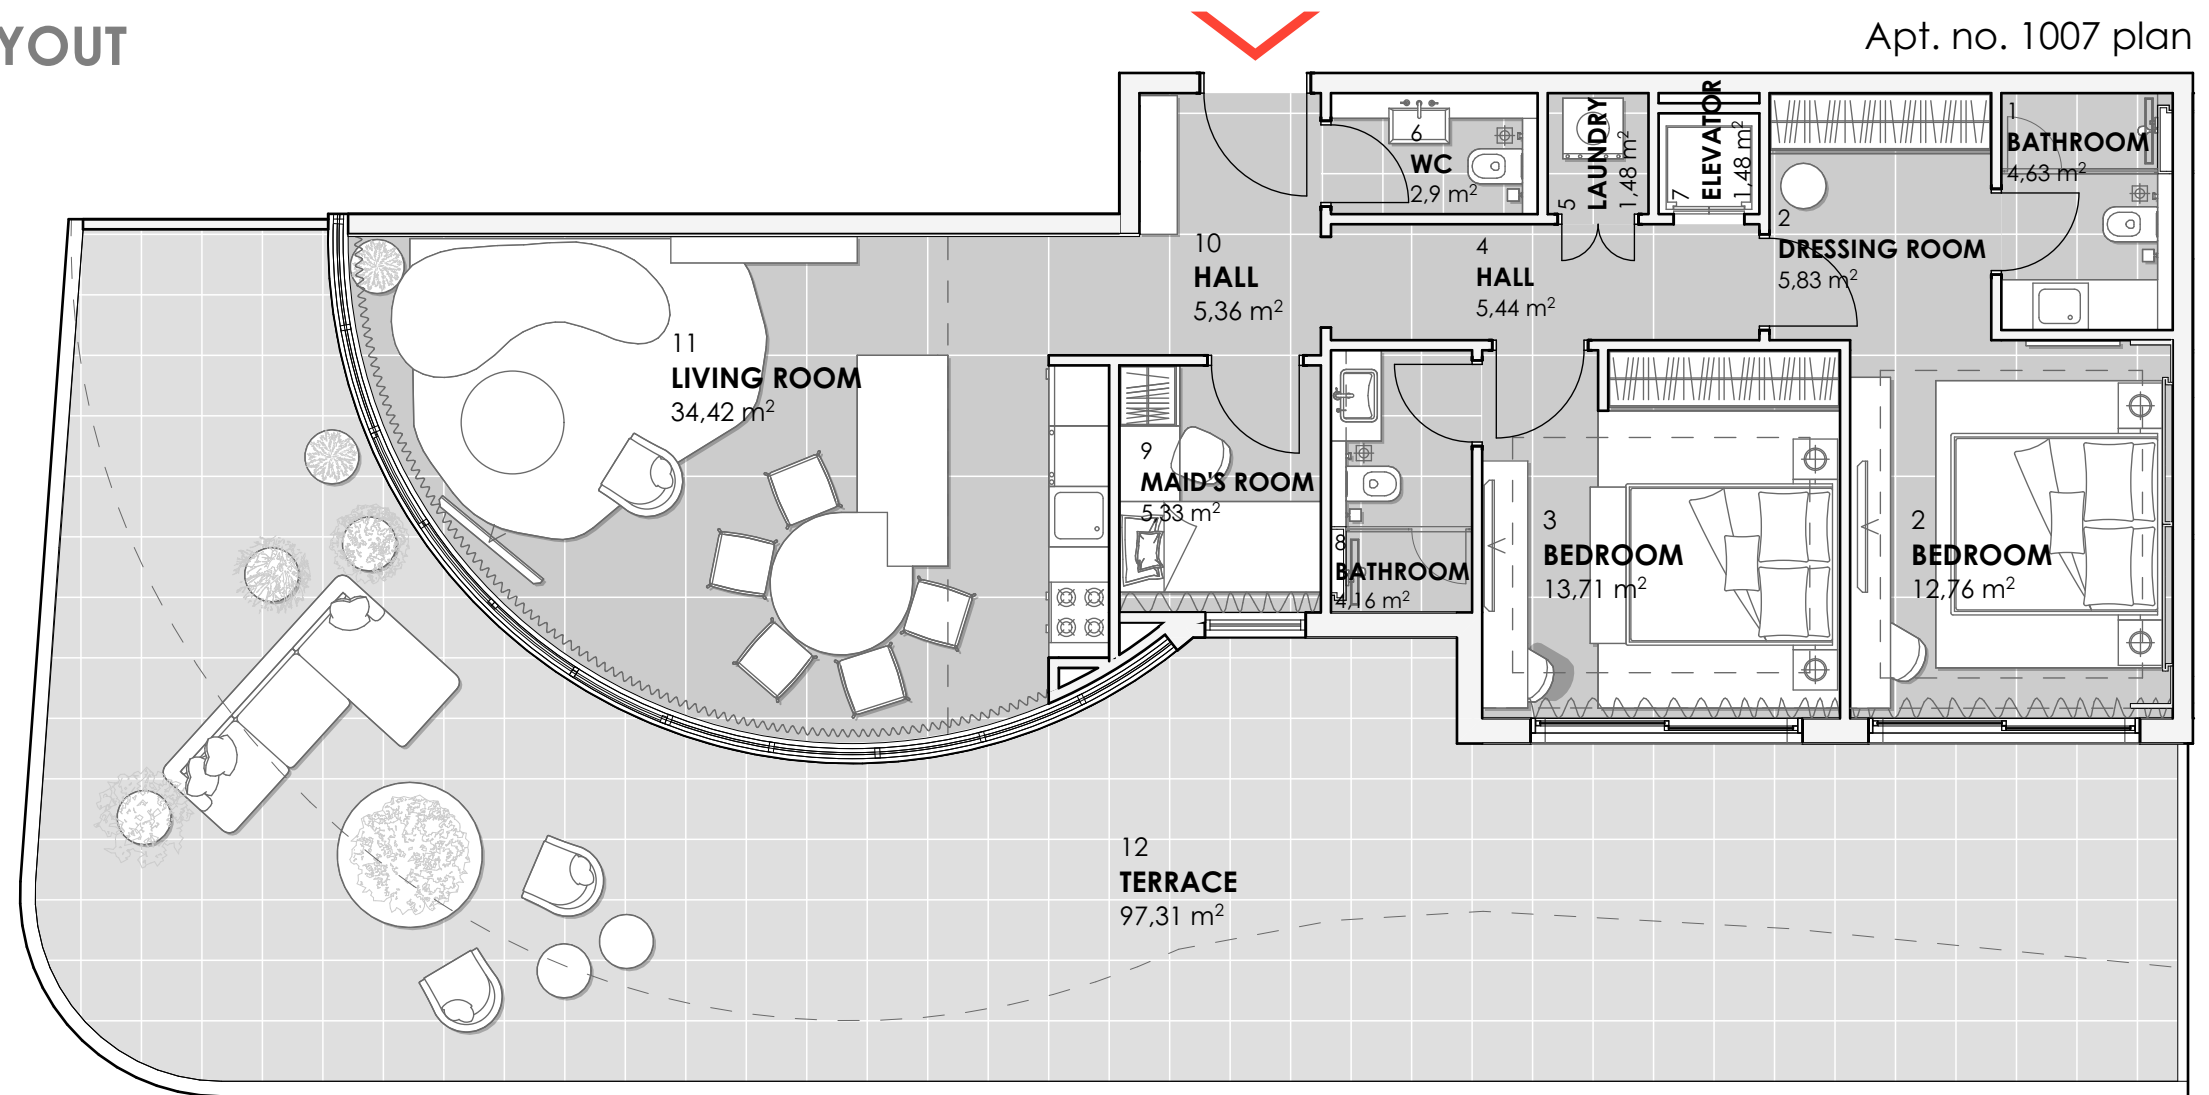 YOUT
Apt. no. 1007 plan
1
BATHROOM
4,63 m²
2
DRESSING ROOM
5,83 m²
7
ELEVATOR
1,48 m²
5
LAUNDRY
1,48 m²
6
WC
2,9 m²
4
HALL
5,44 m²
10
HALL
5,36 m²
11
LIVING ROOM
34,42 m²
9
MAID'S ROOM
5,33 m²
8
BATHROOM
4,16 m²
3
BEDROOM
13,71 m²
2
BEDROOM
12,76 m²
12
TERRACE
97,31 m²